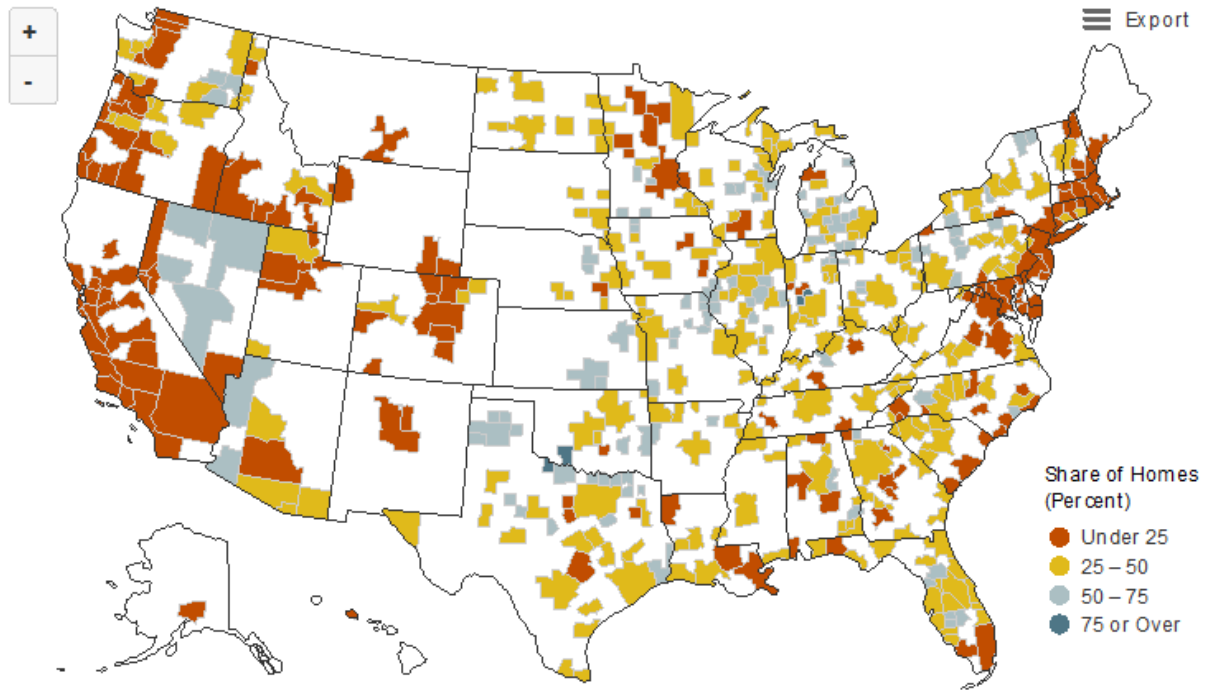 +
-
Export
Share of Homes
(Percent)
Under 25
25 – 50
50 – 75
75 or Over